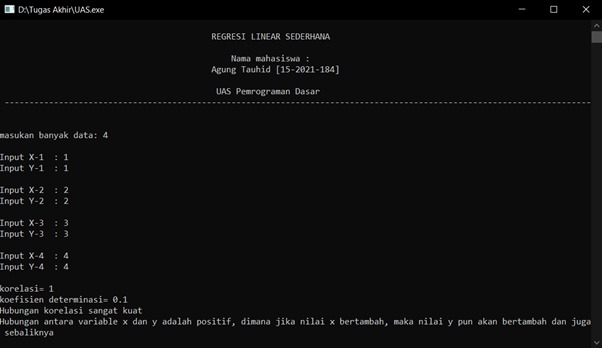 D:\Tugas Akhir\UAS.exe
REGRESI LINEAR SEDERHANA
Nama mahasiswa :
Agung Tauhid [15-2021-184]
UAS Pemrograman Dasar
masukan banyak data: 4
Input X-1 : 1
Input Y-1 : 1
Input X-2 : 2
Input Y-2 : 2
Input X-3 : 3
Input Y-3 : 3
Input X-4 : 4
Input Y-4 : 4
korelasi= 1
koefisien determinasi= 0.1
Hubungan korelasi sangat kuat
Hubungan antara variable x dan y adalah positif, dimana jika nilai x bertambah, maka nilai y pun akan bertambah dan juga
sebaliknya